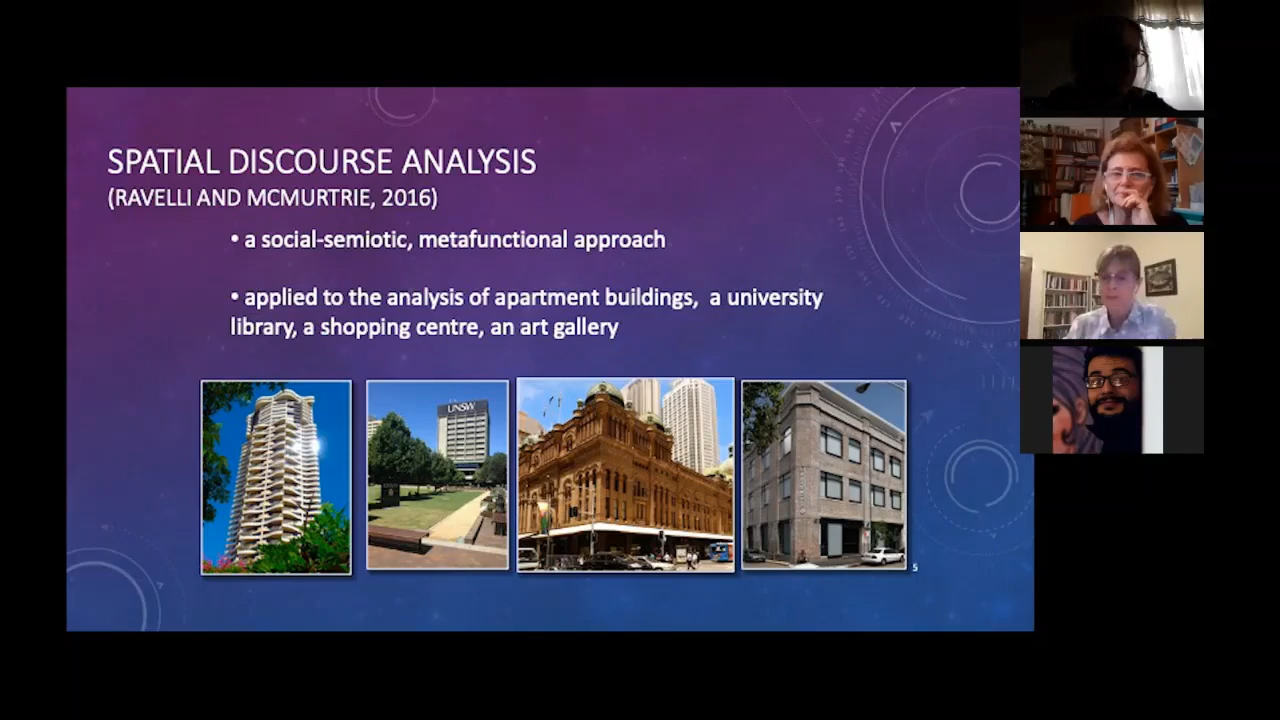 SPATIAL DISCOURSE ANALYSIS
(RAVELLI AND MCMURTRIE, 2016)
• a social-semiotic, metafunctional approach
• applied to the analysis of apartment buildings,  a university
library, a shopping centre, an art gallery
UNSW
5